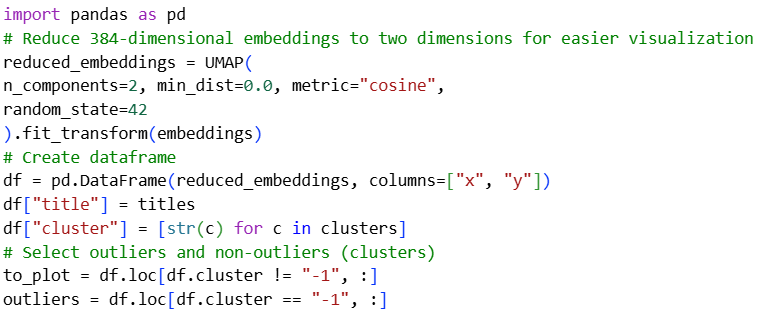 import pandas as pd
# Reduce 384-dimensional embeddings to two dimensions for easier visualization
reduced_embeddings = UMAP(
n_components=2, min_dist=0.0, metric="cosine",
random_state=42
).fit_transform(embeddings)
# Create dataframe
df = pd.DataFrame(reduced_embeddings, columns=["x", "y"])
df["title"] = titles
df["cluster"] = [str(c) for c in clusters]
# Select outliers and non-outliers (clusters)
to_plot = df.loc[df.cluster != "-1", :]
outliers = df.loc[df.cluster == "-1", :]